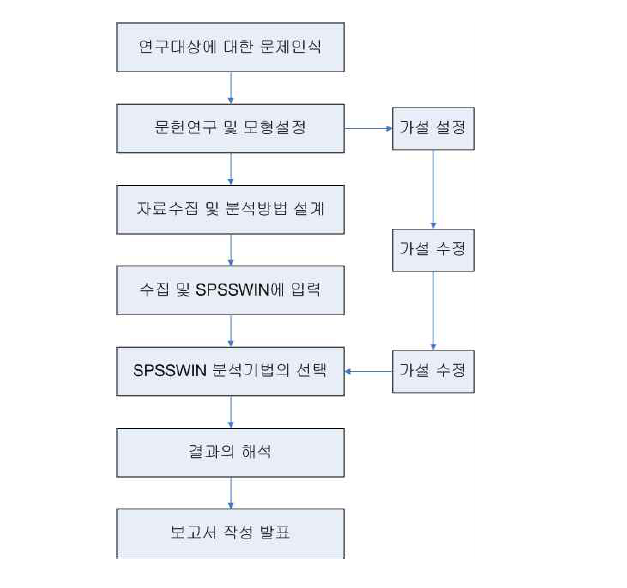 연구대상에 대한 문제인식
문헌연구 및 모형설정
가설 설정
자료수집 및 분석방법 설계
가설 수정
수집 및 SPSSWIN에 입력
SPSSWIN 분석기법의 선택
가설 수정
결과의 해석
보고서 작성 발표